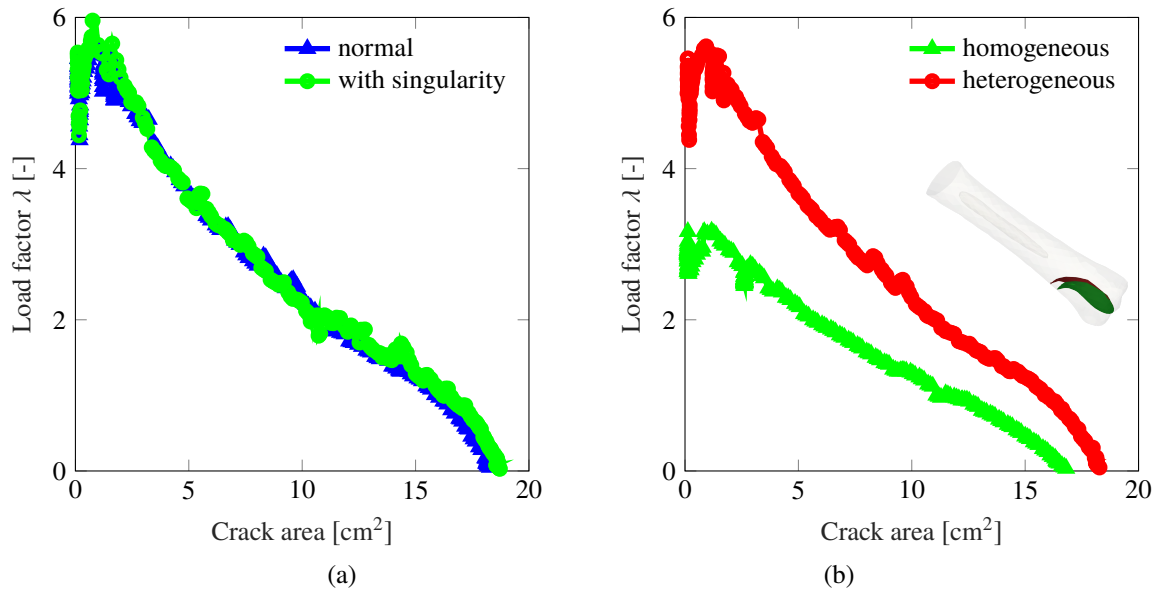 6
4
2
0
0
5
10
15
20
Load factor λ [-]
Crack area [cm²]
normal
with singularity
(a)
6
4
2
0
0
5
10
15
20
Load factor λ [-]
Crack area [cm²]
homogeneous
heterogeneous
(b)